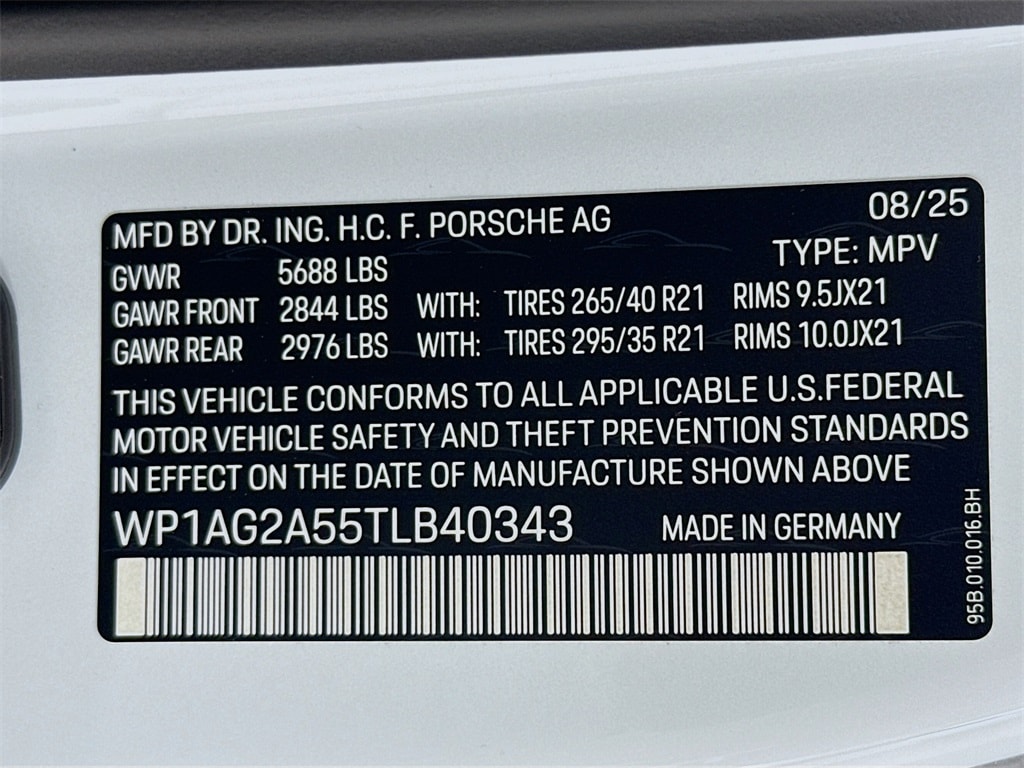 MFD BY DR. ING. H.C. F. PORSCHE AG 08/25
TYPE: MPV
GVWR 5688 LBS
GAWR FRONT 2844 LBS WITH: TIRES 265/40 R21 RIMS 9.5JX21
GAWR REAR 2976 LBS WITH: TIRES 295/35 R21 RIMS 10.0JX21
THIS VEHICLE CONFORMS TO ALL APPLICABLE U.S.FEDERAL
MOTOR VEHICLE SAFETY AND THEFT PREVENTION STANDARDS
IN EFFECT ON THE DATE OF MANUFACTURE SHOWN ABOVE
WP1AG2A55TLB40343 MADE IN GERMANY
95B.010.016.BH